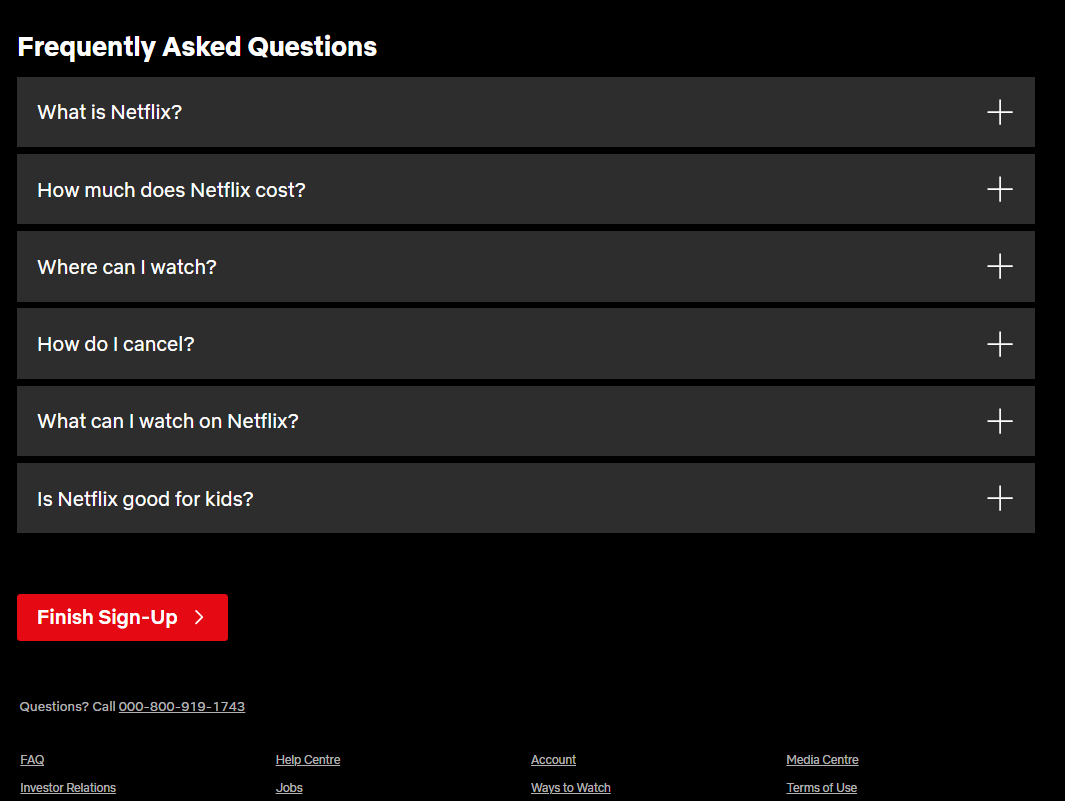 Frequently Asked Questions
What is Netflix?
How much does Netflix cost?
Where can I watch?
How do I cancel?
What can I watch on Netflix?
Is Netflix good for kids?
Finish Sign-Up
Questions? Call 000-800-919-1743
FAQ Help Centre Account Media Centre
Investor Relations Jobs Ways to Watch Terms of Use